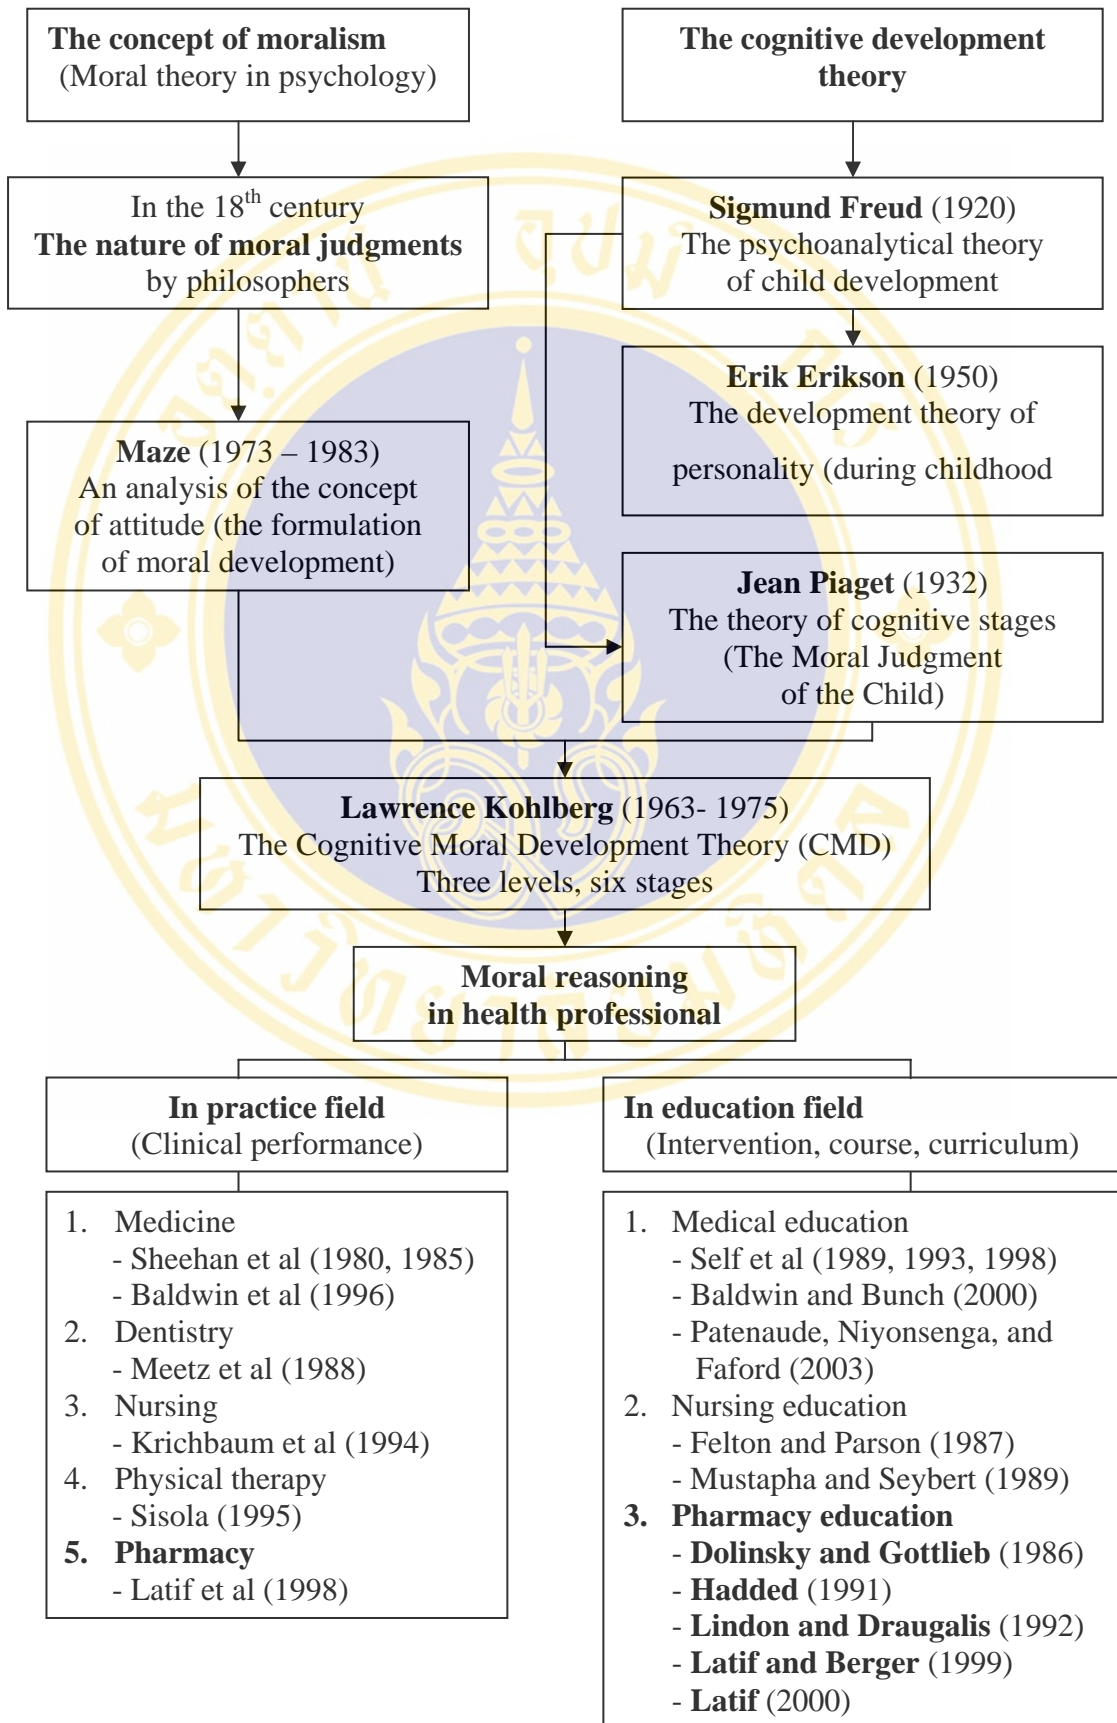 The concept of moralism
(Moral theory in psychology)
The cognitive development
theory
In the 18th century
The nature of moral judgments
by philosophers
Sigmund Freud (1920)
The psychoanalytical theory
of child development
Erik Erikson (1950)
The development theory of
personality (during childhood
Maze (1973 – 1983)
An analysis of the concept
of attitude (the formulation
of moral development)
Jean Piaget (1932)
The theory of cognitive stages
(The Moral Judgment
of the Child)
Lawrence Kohlberg (1963- 1975)
The Cognitive Moral Development Theory (CMD)
Three levels, six stages
Moral reasoning
in health professional
In practice field
(Clinical performance)
In education field
(Intervention, course, curriculum)
1. Medicine
- Sheehan et al (1980, 1985)
- Baldwin et al (1996)
2. Dentistry
- Meetz et al (1988)
3. Nursing
- Krichbaum et al (1994)
4. Physical therapy
- Sisola (1995)
5. Pharmacy
- Latif et al (1998)
1. Medical education
- Self et al (1989, 1993, 1998)
- Baldwin and Bunch (2000)
- Patenaude, Niyonsenga, and
Faford (2003)
2. Nursing education
- Felton and Parson (1987)
- Mustapha and Seybert (1989)
3. Pharmacy education
- Dolinsky and Gottlieb (1986)
- Hadded (1991)
- Lindon and Draugalis (1992)
- Latif and Berger (1999)
- Latif (2000)